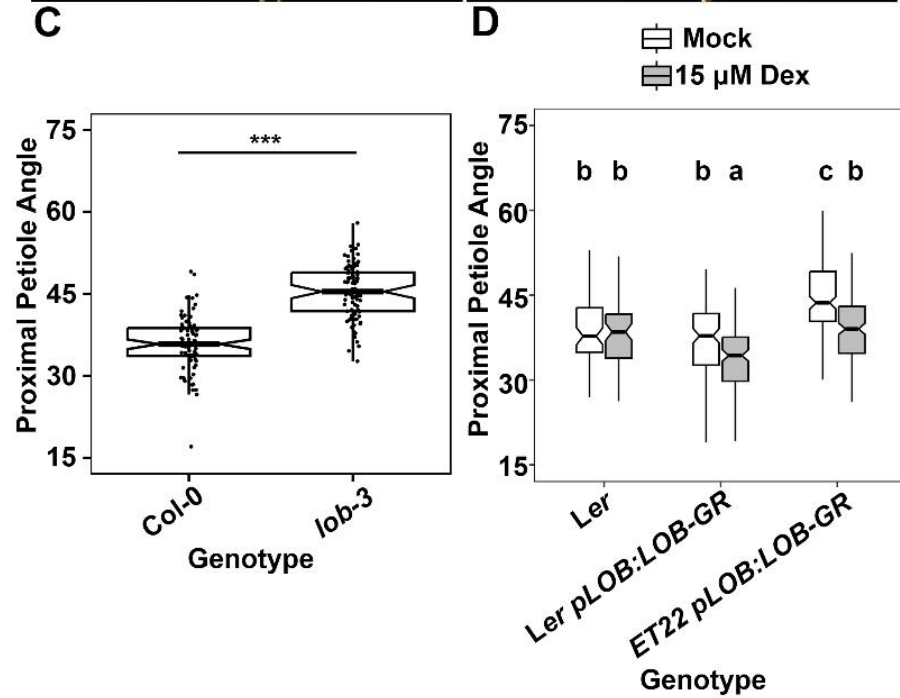 C
75
60
45
30
15
Proximal Petiole Angle
***
Col-0
lob-3
Genotype
D
Mock
15 µM Dex
75
60
45
30
15
Proximal Petiole Angle
b b b a c b
Ler
Ler pLOB:LOB-GR
ET22 pLOB:LOB-GR
Genotype